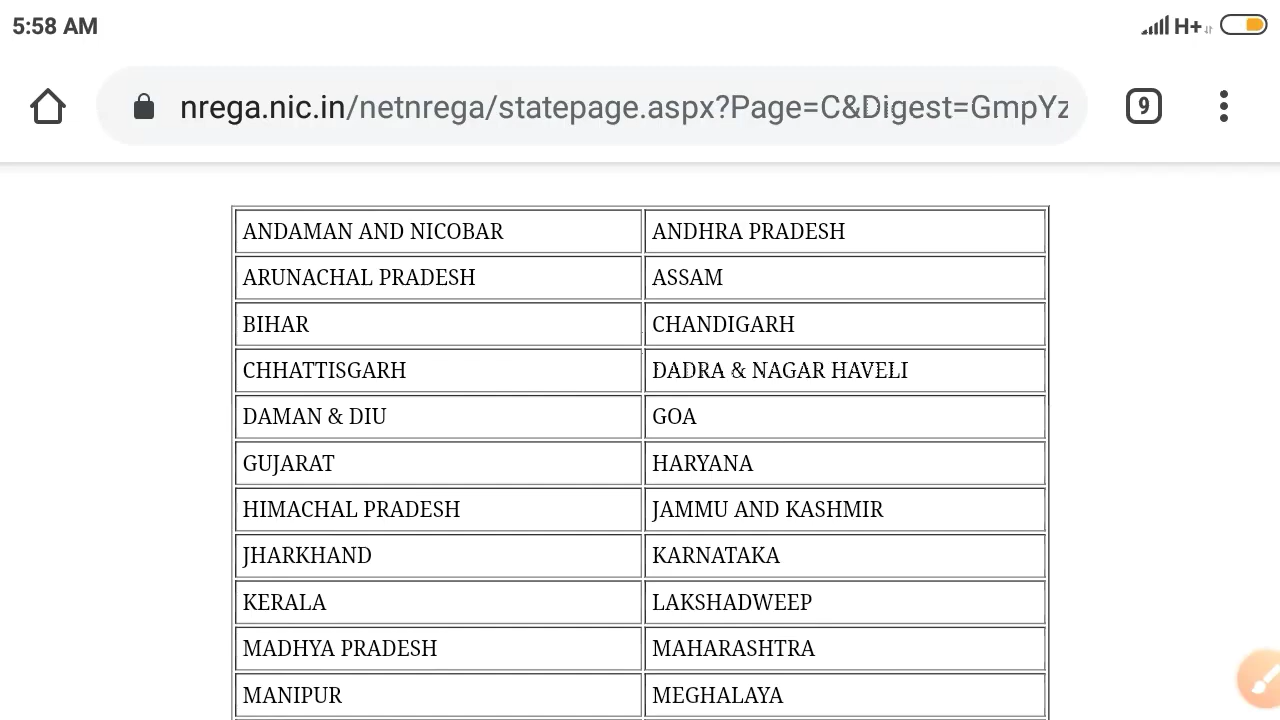 5:58 AM H+
nrega.nic.in/netnrega/statepage.aspx?Page=C&Digest=GmpYz 9
ANDAMAN AND NICOBAR ANDHRA PRADESH
ARUNACHAL PRADESH ASSAM
BIHAR CHANDIGARH
CHHATTISGARH DADRA & NAGAR HAVELI
DAMAN & DIU GOA
GUJARAT HARYANA
HIMACHAL PRADESH JAMMU AND KASHMIR
JHARKHAND KARNATAKA
KERALA LAKSHADWEEP
MADHYA PRADESH MAHARASHTRA
MANIPUR MEGHALAYA